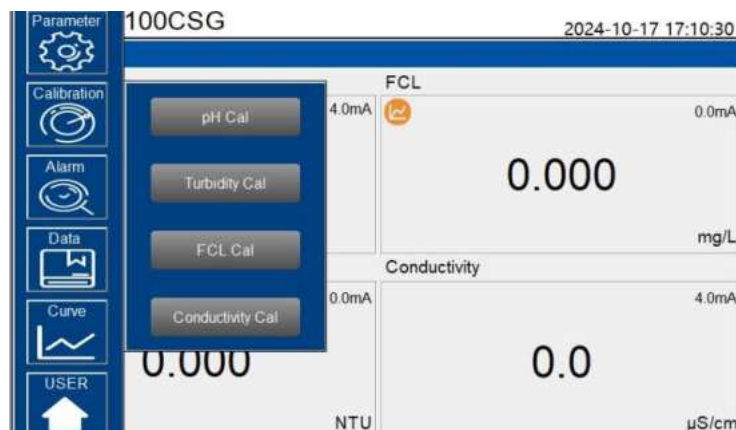 Parameter
100CSG
2024-10-17 17:10:30
Calibration
pH Cal
Turbidity Cal
FCL Cal
Conductivity Cal
4.0mA
FCL
0.0mA
0.000
mg/L
Alarm
Data
Curve
USER
0.0mA
0.000
NTU
Conductivity
4.0mA
0.0
µS/cm